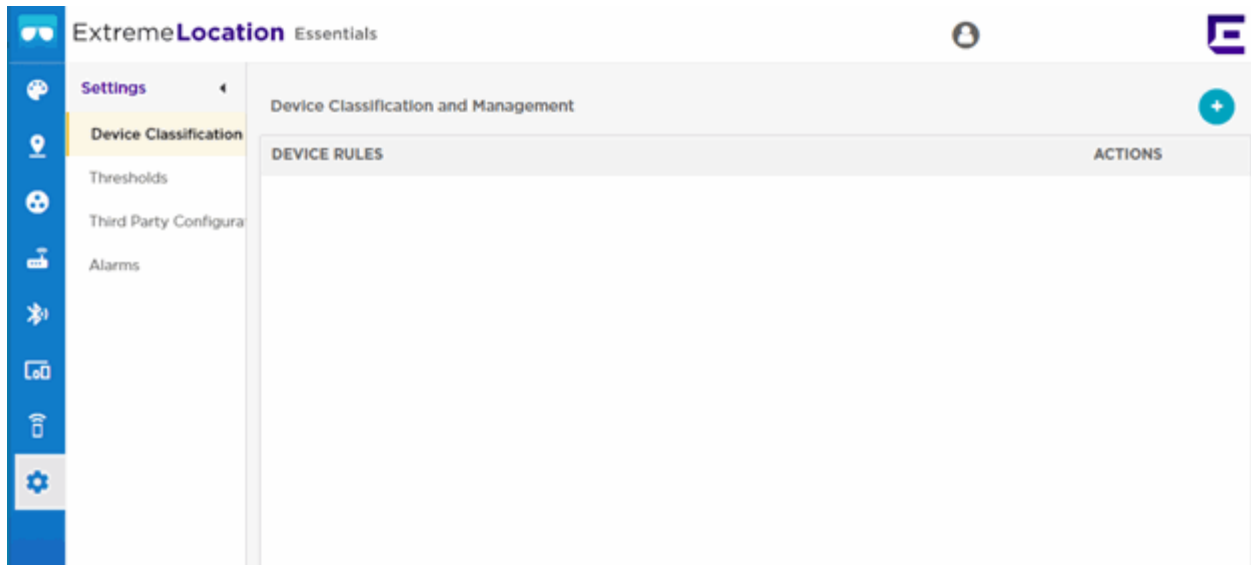 ExtremeLocation Essentials
Settings
Device Classification and Management
Device Classification
DEVICE RULES
ACTIONS
Thresholds
Third Party Configura
Alarms